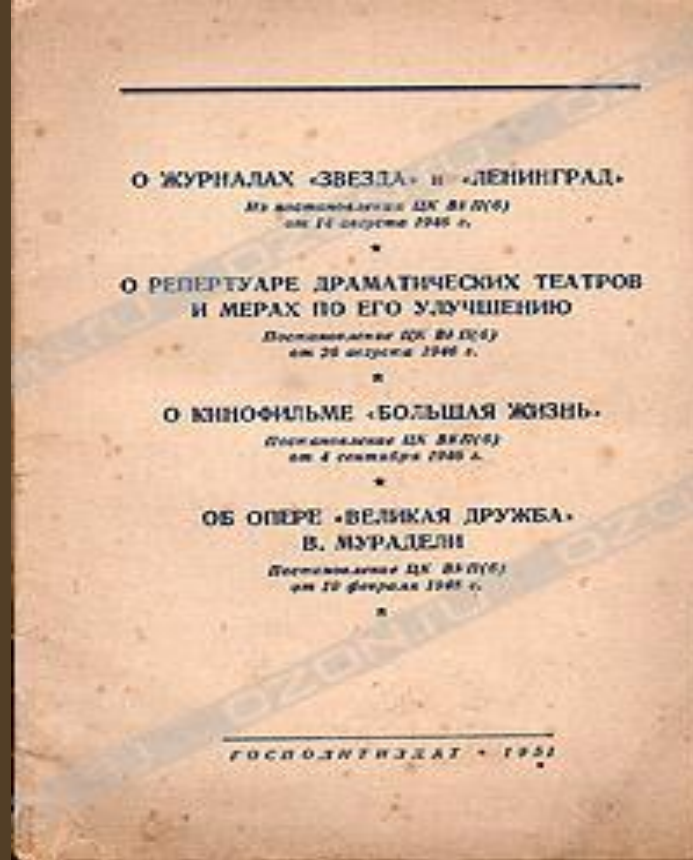 О ЖУРНАЛАХ «ЗВЕЗДА» и «ЛЕНИНГРАД»
Из постановления ЦК ВКП(б)
от 14 августа 1946 г.
О РЕПЕРТУАРЕ ДРАМАТИЧЕСКИХ ТЕАТРОВ
И МЕРАХ ПО ЕГО УЛУЧШЕНИЮ
Постановление ЦК ВКП(б)
от 26 августа 1946 г.
О КИНОФИЛЬМЕ «БОЛЬШАЯ ЖИЗНЬ»
Постановление ЦК ВКП(б)
от 4 сентября 1946 г.
ОБ ОПЕРЕ «ВЕЛИКАЯ ДРУЖБА»
В. МУРАДЕЛИ
Постановление ЦК ВКП(б)
от 10 февраля 1948 г.
OZON
ГОСПОЛИТИЗДАТ • 1951